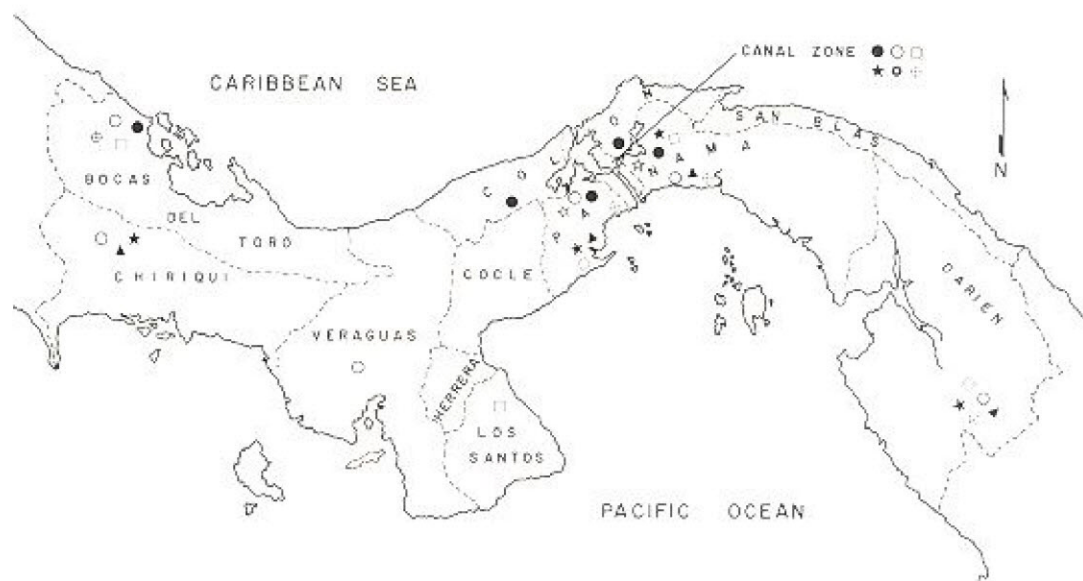 CANAL ZONE
CARIBBEAN SEA
SAN BLAS
N
COLON
PANAMA
BOCAS
DEL
TORO
CHIRIQUI
COCLE
DARIEN
VERAGUAS
HERRERA
LOS
SANTOS
PACIFIC OCEAN